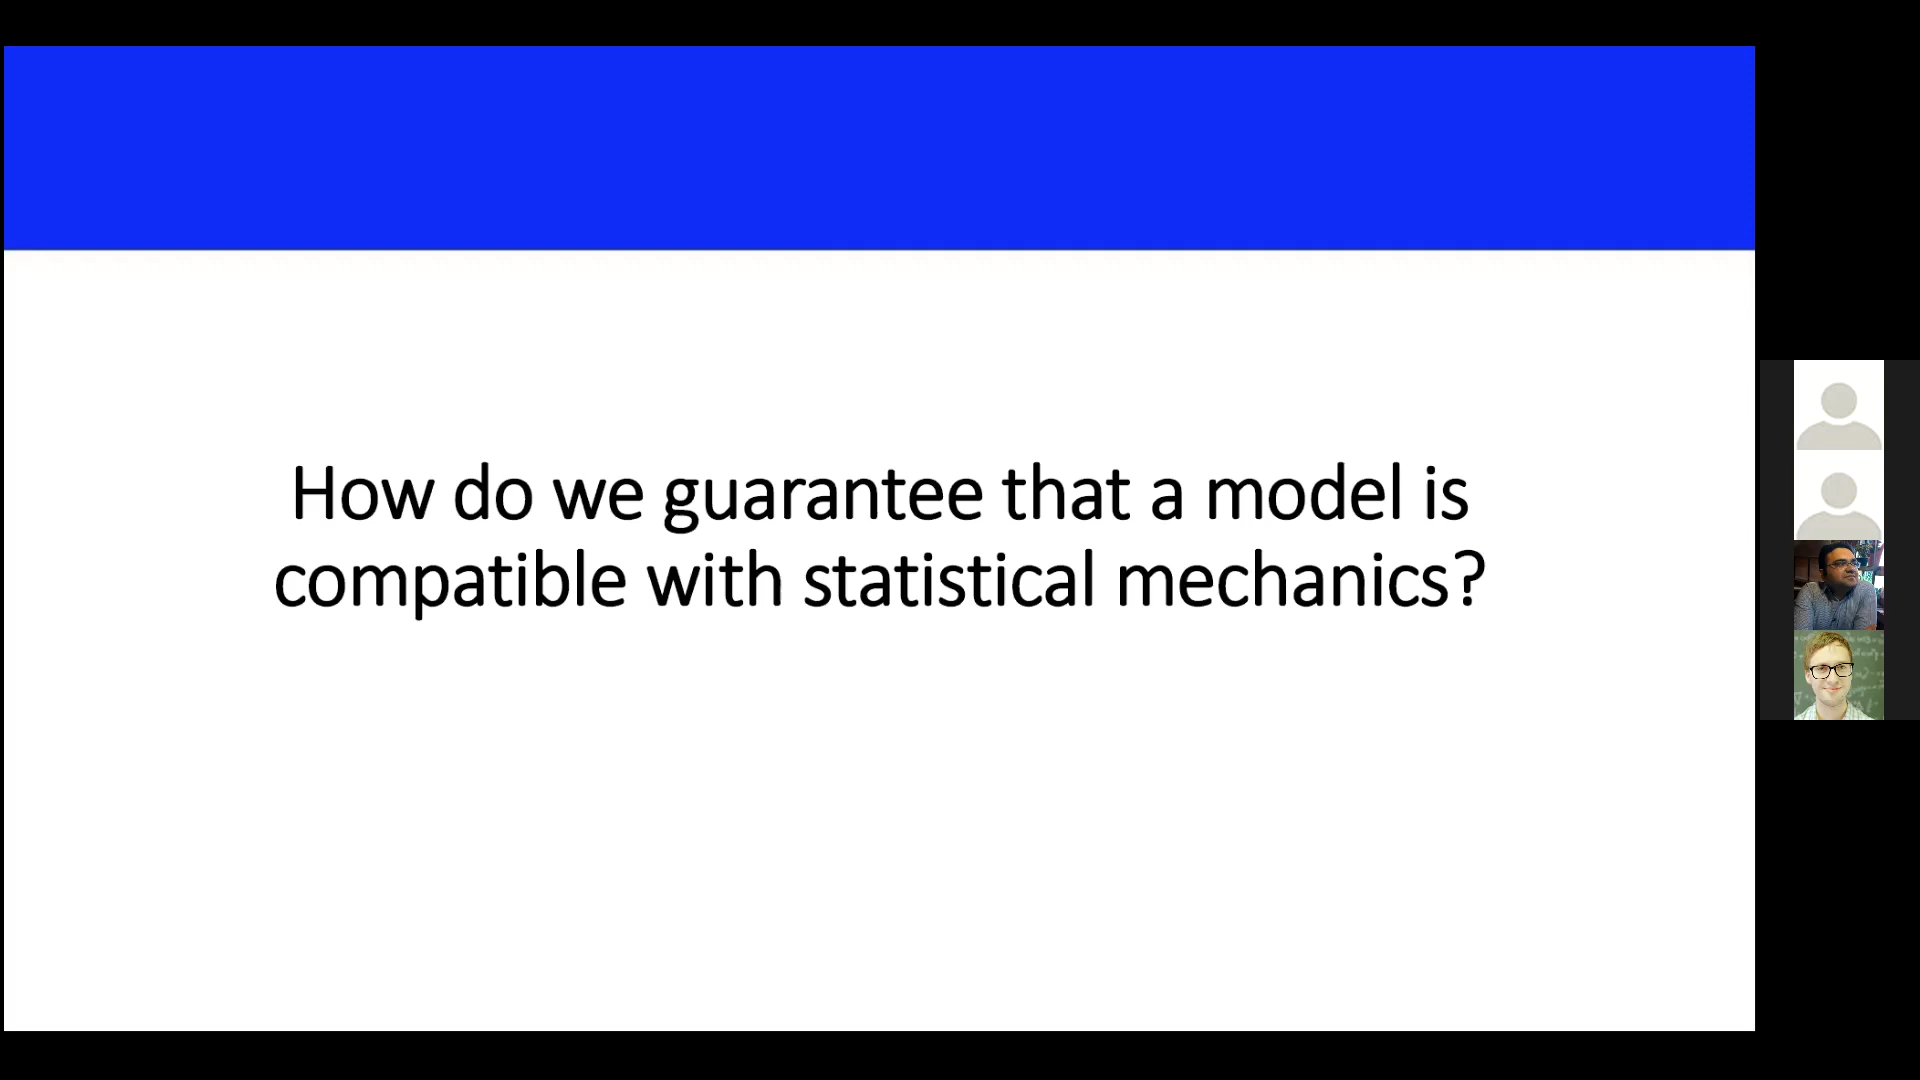 How do we guarantee that a model is
compatible with statistical mechanics?